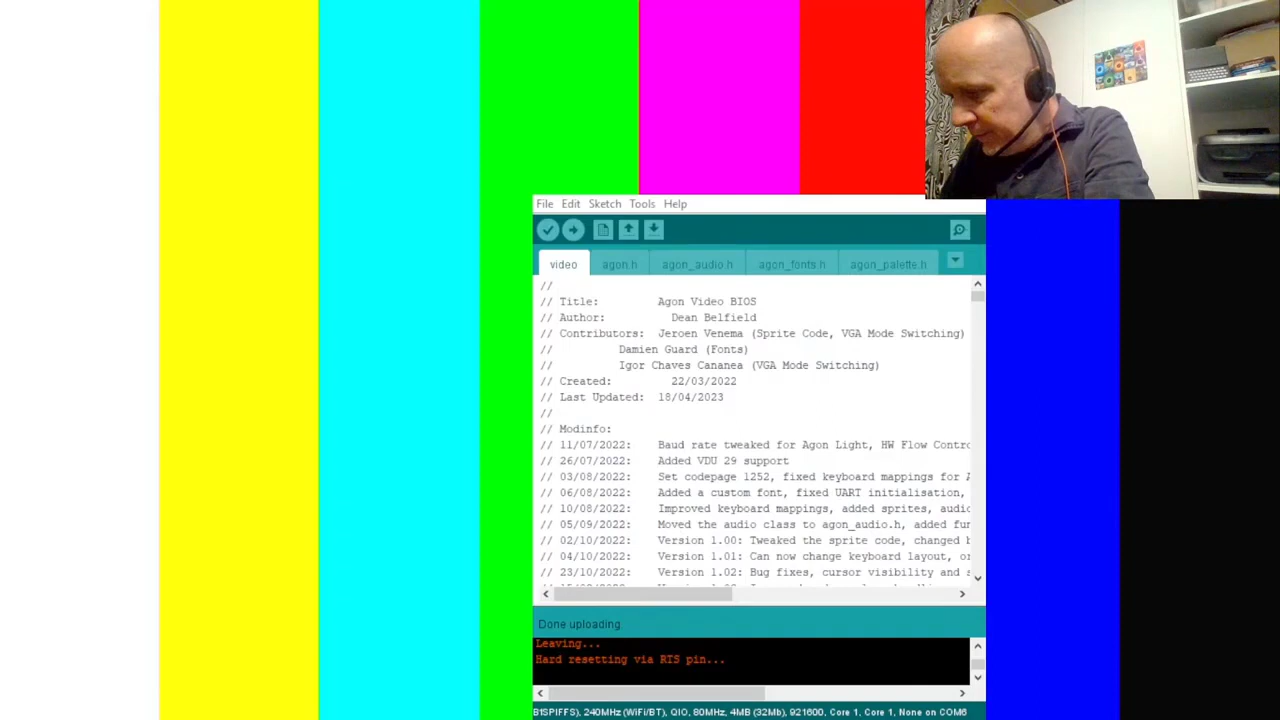 File Edit Sketch Tools Help
video agon.h agon_audio.h agon_fonts.h agon_palette.h
//
// Title: Agon Video BIOS
// Author: Dean Belfield
// Contributors: Jeroen Venema (Sprite Code, VGA Mode Switching)
// Damien Guard (Fonts)
// Igor Chaves Cananea (VGA Mode Switching)
// Created: 22/03/2022
// Last Updated: 18/04/2023
//
// Modinfo:
// 11/07/2022: Baud rate tweaked for Agon Light, HW Flow Contro
// 26/07/2022: Added VDU 29 support
// 03/08/2022: Set codepage 1252, fixed keyboard mappings for A
// 06/08/2022: Added a custom font, fixed UART initialisation,
// 10/08/2022: Improved keyboard mappings, added sprites, audio
// 05/09/2022: Moved the audio class to agon_audio.h, added fun
// 02/10/2022: Version 1.00: Tweaked the sprite code, changed b
// 04/10/2022: Version 1.01: Can now change keyboard layout, or
// 23/10/2022: Version 1.02: Bug fixes, cursor visibility and s
Done uploading.
Leaving...
Hard resetting via RTS pin...
SPIFFS), 240MHz (WiFi/BT), QIO, 80MHz, 4MB (32Mb), 921600, Core 1, Core 1, None on COM6